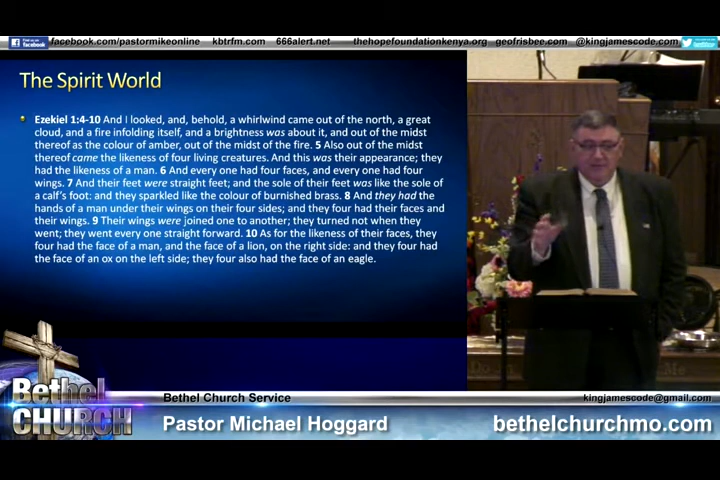 Find us on facebook facebook.com/pastormikeonline kbtrfm.com 666alert.net thehopefoundationkenya.org geofrisbee.com @kingjamescode.com
The Spirit World
Ezekiel 1:4-10 And I looked, and, behold, a whirlwind came out of the north, a great
cloud, and a fire infolding itself, and a brightness was about it, and out of the midst
thereof as the colour of amber, out of the midst of the fire. 5 Also out of the midst
thereof came the likeness of four living creatures. And this was their appearance; they
had the likeness of a man. 6 And every one had four faces, and every one had four
wings. 7 And their feet were straight feet; and the sole of their feet was like the sole of
a calf's foot: and they sparkled like the colour of burnished brass. 8 And they had the
hands of a man under their wings on their four sides; and they four had their faces and
their wings. 9 Their wings were joined one to another; they turned not when they
went; they went every one straight forward. 10 As for the likeness of their faces, they
four had the face of a man, and the face of a lion, on the right side: and they four had
the face of an ox on the left side; they four also had the face of an eagle.
Bethel
CHURCH
Bethel Church Service
kingjamescode@gmail.com
Pastor Michael Hoggard
bethelchurchmo.com